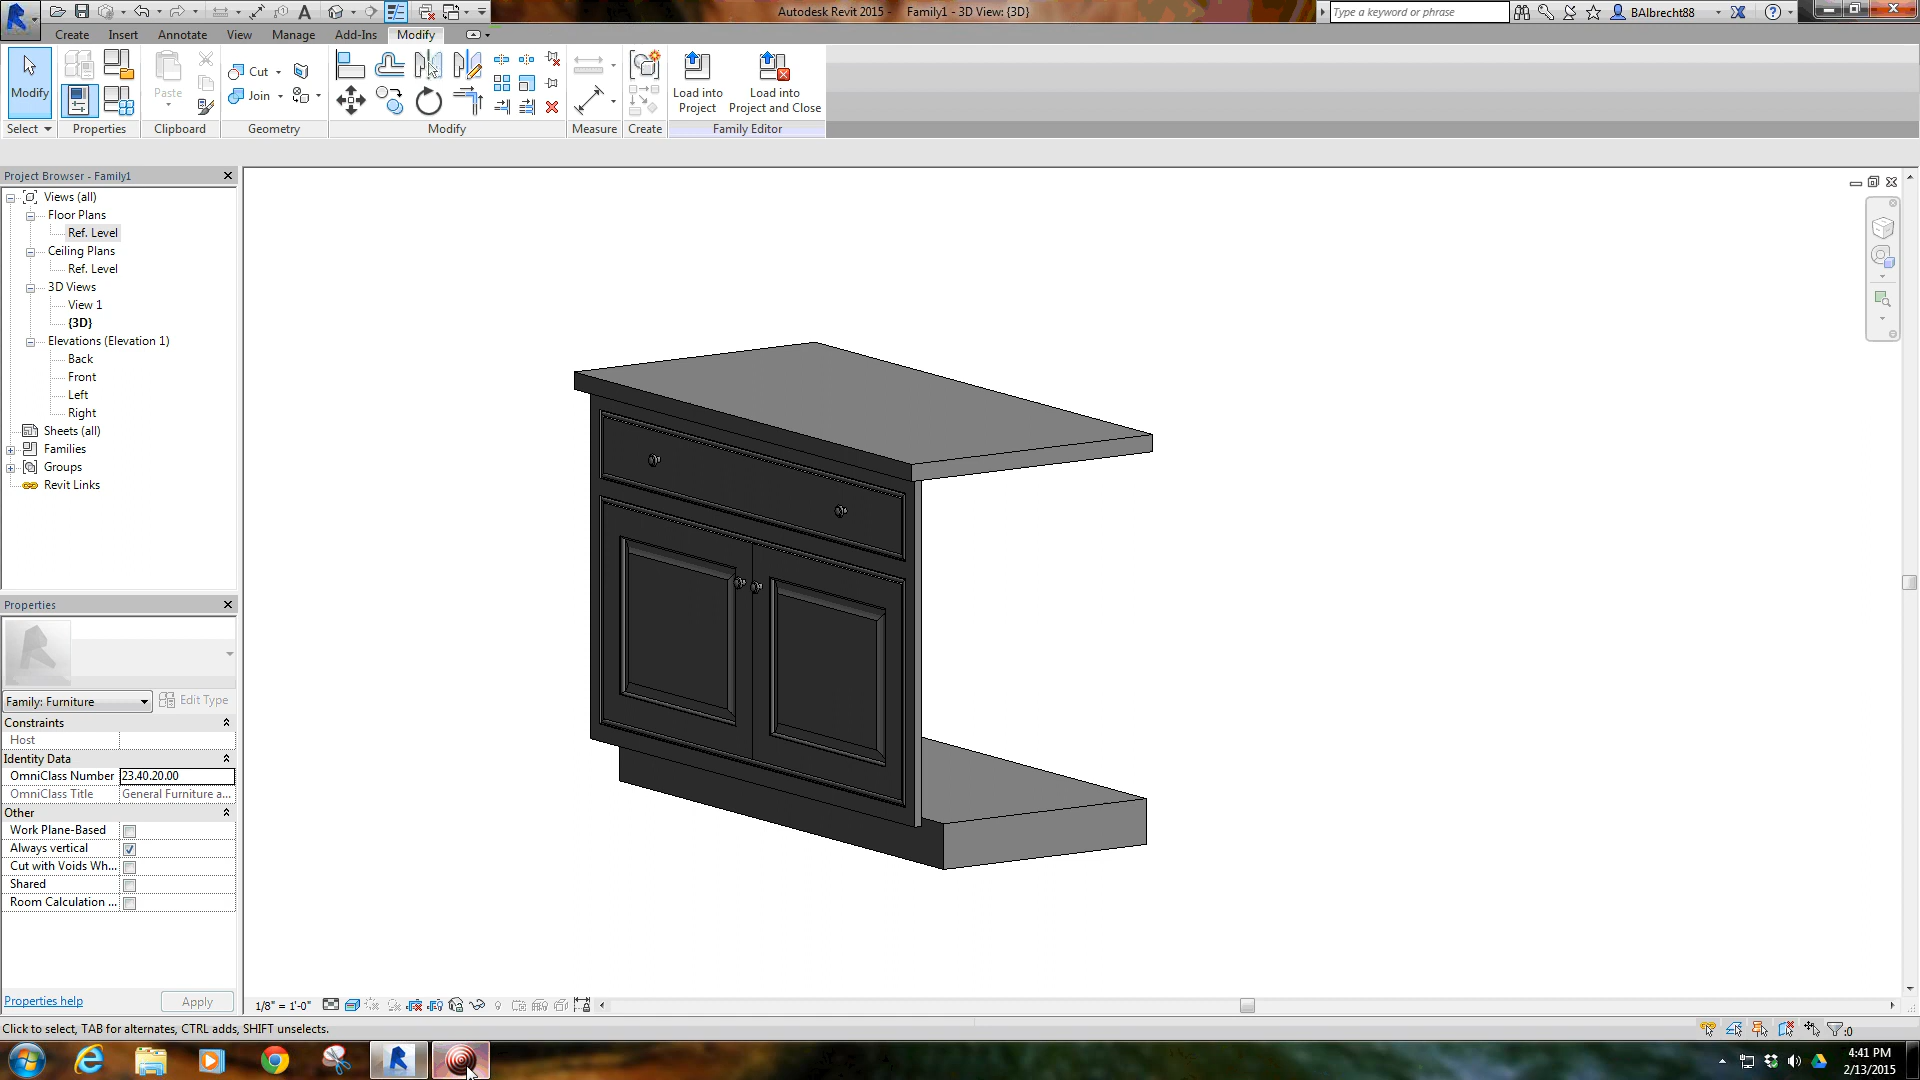 Autodesk Revit 2015 - Family1 - 3D View: {3D}
Type a keyword or phrase
BAlbrecht88
Create Insert Annotate View Manage Add-Ins Modify
Modify
Paste
Cut
Join
Load into Project
Load into Project and Close
Select Properties Clipboard Geometry Modify Measure Create Family Editor
Project Browser - Family1
Views (all)
Floor Plans
Ref. Level
Ceiling Plans
Ref. Level
3D Views
View 1
{3D}
Elevations (Elevation 1)
Back
Front
Left
Right
Sheets (all)
Families
Groups
Revit Links
Properties
Family: Furniture
Edit Type
Constraints
Host
Identity Data
OmniClass Number 23.40.20.00
OmniClass Title General Furniture a...
Other
Work Plane-Based
Always vertical
Cut with Voids Wh...
Shared
Room Calculation ...
Properties help
Apply
1/8" = 1'-0"
Click to select, TAB for alternates, CTRL adds, SHIFT unselects.
:0
4:41 PM
2/13/2015